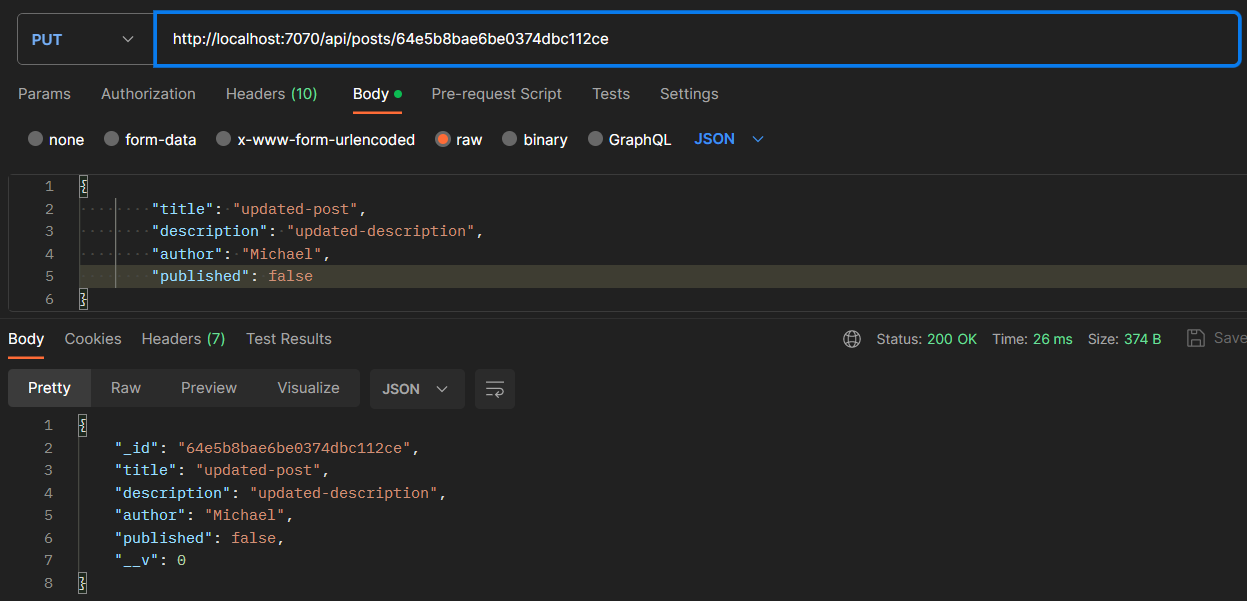 PUT http://localhost:7070/api/posts/64e5b8bae6be0374dbc112ce
Params Authorization Headers (10) Body Pre-request Script Tests Settings
none form-data x-www-form-urlencoded raw binary GraphQL JSON
1 {
2 "title": "updated-post",
3 "description": "updated-description",
4 "author": "Michael",
5 "published": false
6 }
Body Cookies Headers (7) Test Results Status: 200 OK Time: 26 ms Size: 374 B Save
Pretty Raw Preview Visualize JSON
1 {
2 "_id": "64e5b8bae6be0374dbc112ce",
3 "title": "updated-post",
4 "description": "updated-description",
5 "author": "Michael",
6 "published": false,
7 "__v": 0
8 }